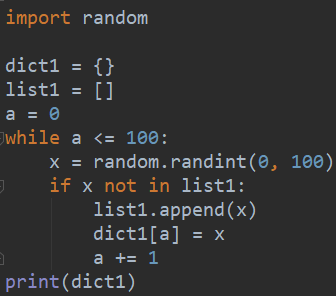 import random

dict1 = {}
list1 = []
a = 0
while a <= 100:
    x = random.randint(0, 100)
    if x not in list1:
        list1.append(x)
        dict1[a] = x
        a += 1
print(dict1)